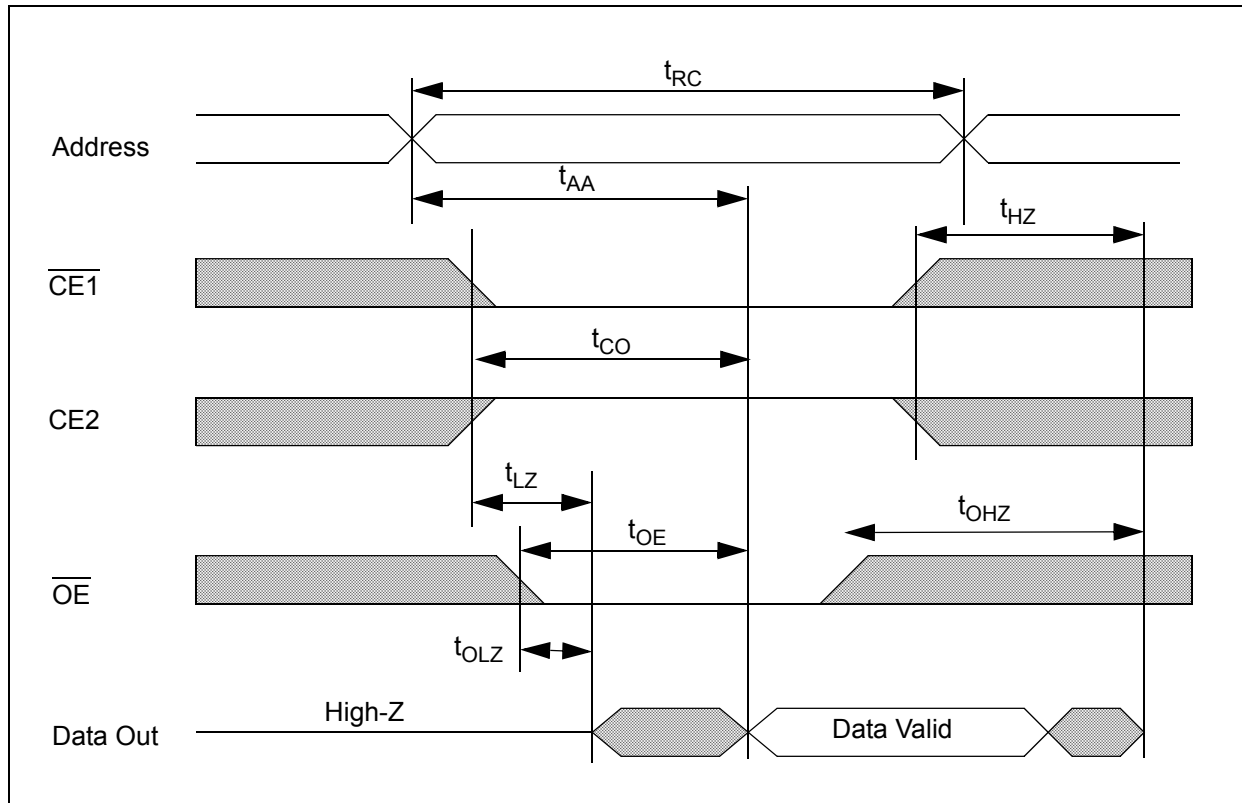 tRC
Address
tAA
tHZ
CE1
tCO
CE2
tLZ
tOE
tOHZ
OE
tOLZ
High-Z
Data Out
Data Valid